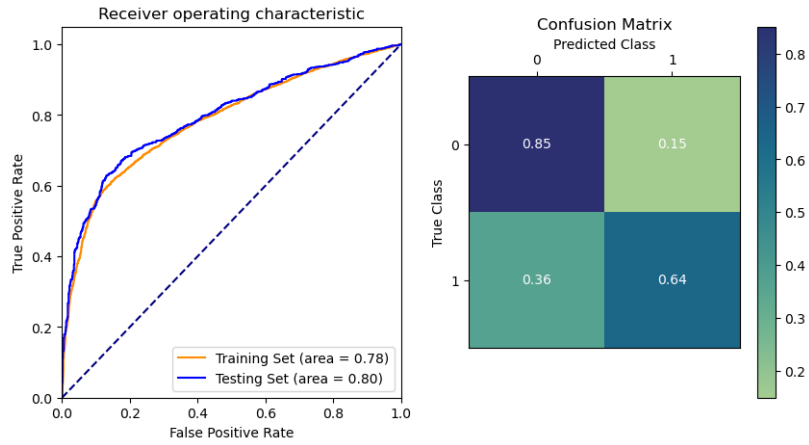 Receiver operating characteristic
1.0
0.8
0.6
0.4
0.2
0.0
True Positive Rate
0.0 0.2 0.4 0.6 0.8 1.0
False Positive Rate
Training Set (area = 0.78)
Testing Set (area = 0.80)
Confusion Matrix
Predicted Class
0 1
True Class
0 0.85 0.15
1 0.36 0.64
0.8
0.7
0.6
0.5
0.4
0.3
0.2